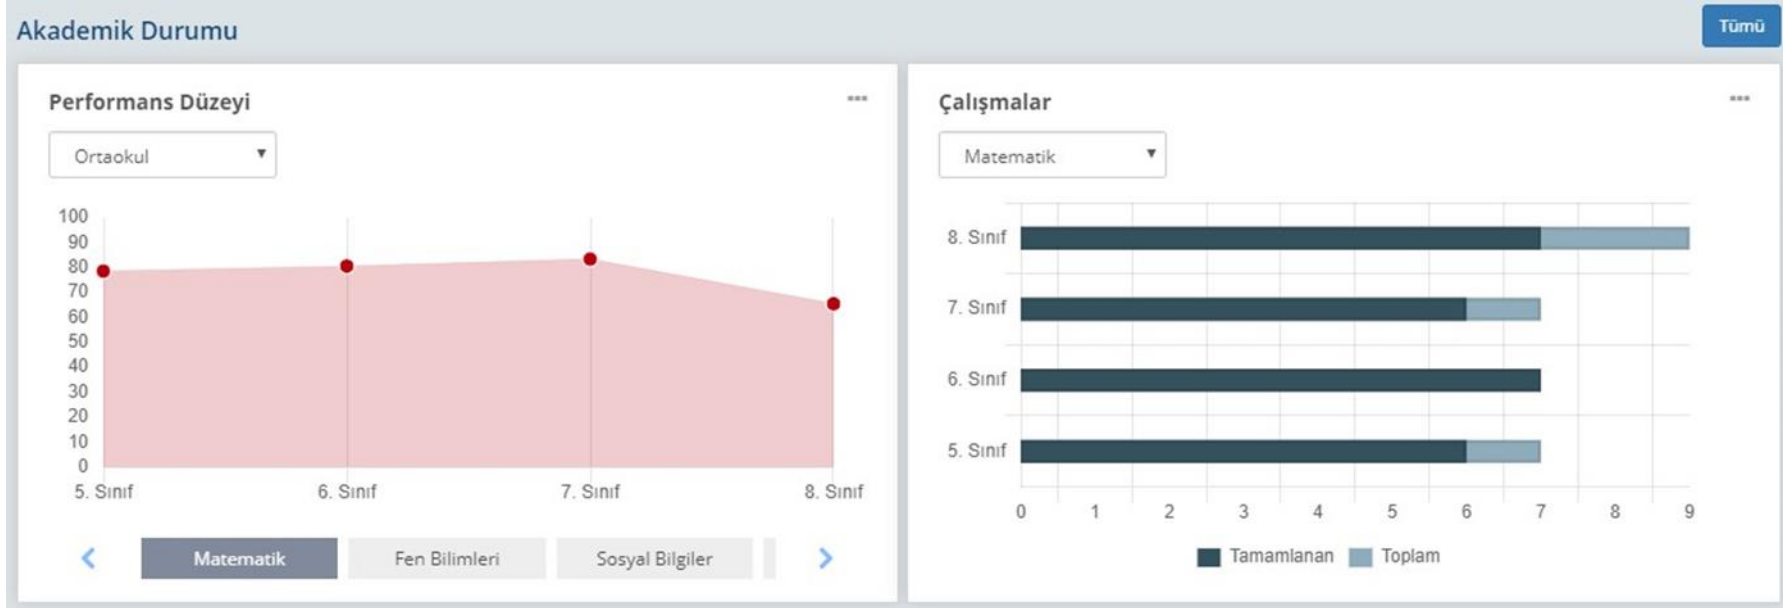 Akademik Durumu
Tümü
Performans Düzeyi
Ortaokul
100
90
80
70
60
50
40
30
20
10
0
5. Sınıf 6. Sınıf 7. Sınıf 8. Sınıf
Matematik Fen Bilimleri Sosyal Bilgiler
Çalışmalar
Matematik
8. Sınıf
7. Sınıf
6. Sınıf
5. Sınıf
0 1 2 3 4 5 6 7 8 9
Tamamlanan Toplam